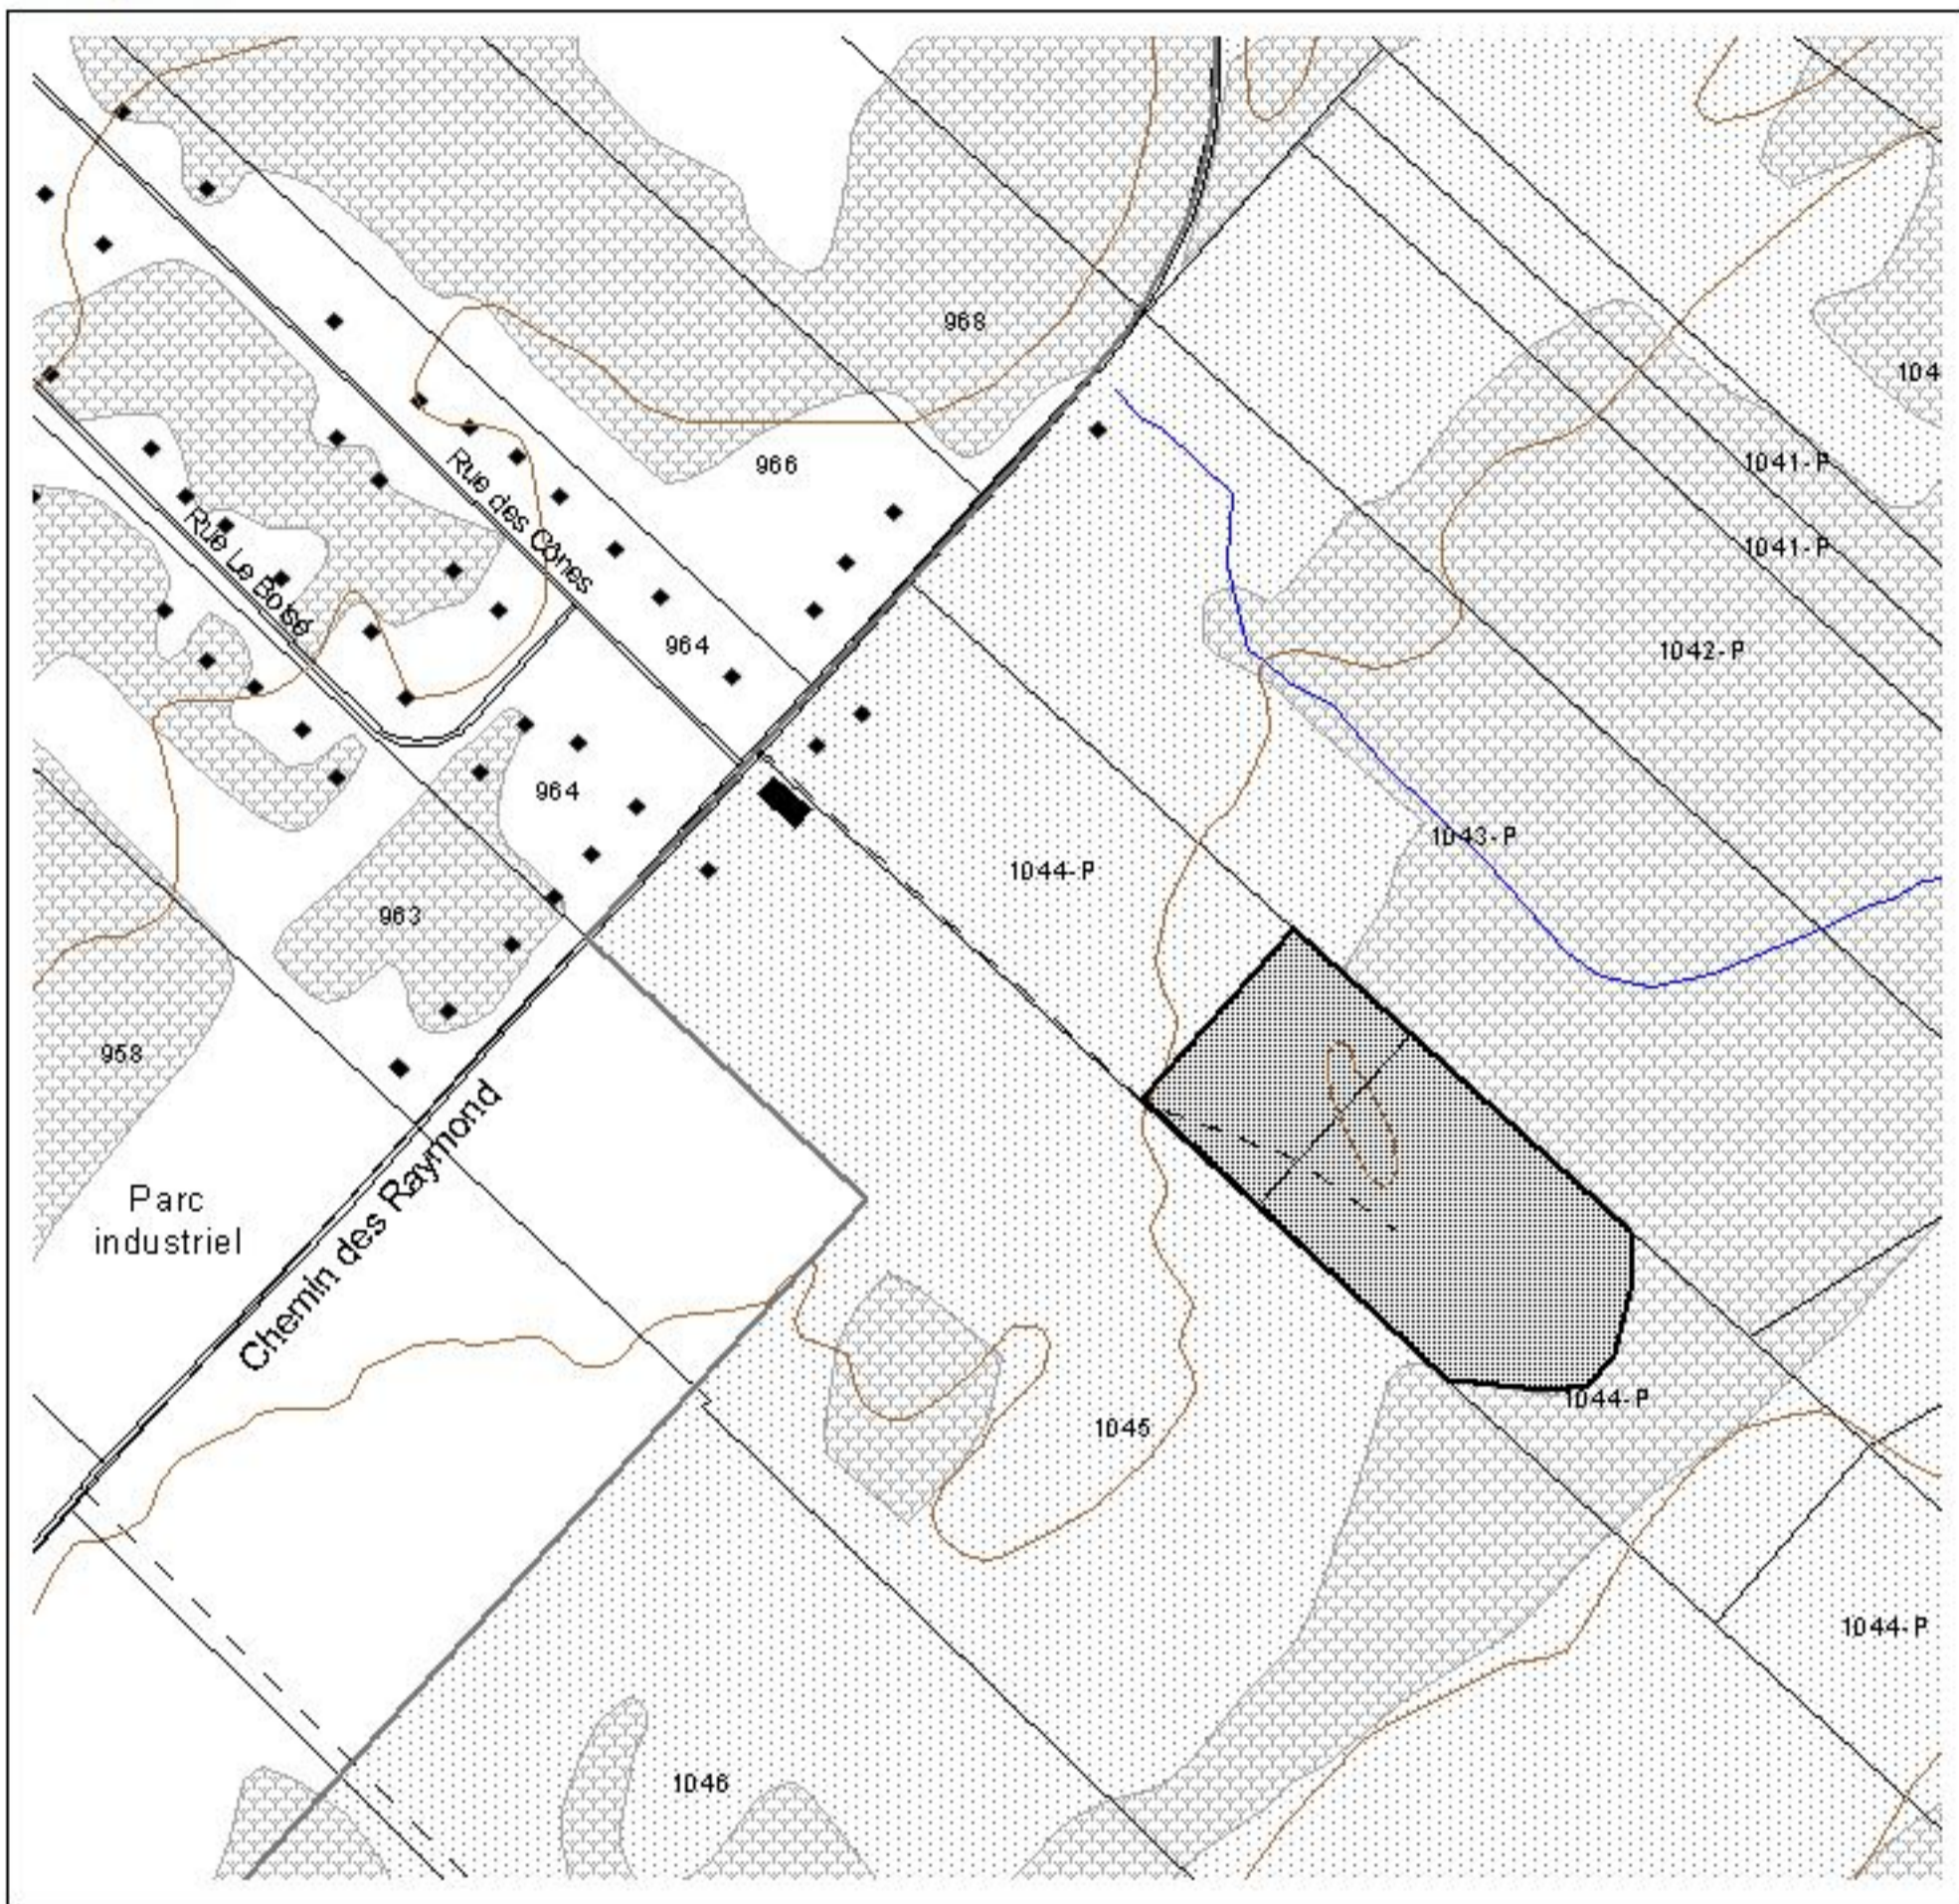 968
104
966
1041-P
Rue des Cônes
1041-P
Rue Le Boisé
964
1042-P
964
1043-P
1044-P
963
958
Chemin des Raymond
Parc
industriel
1044-P
1045
1044-P
1046